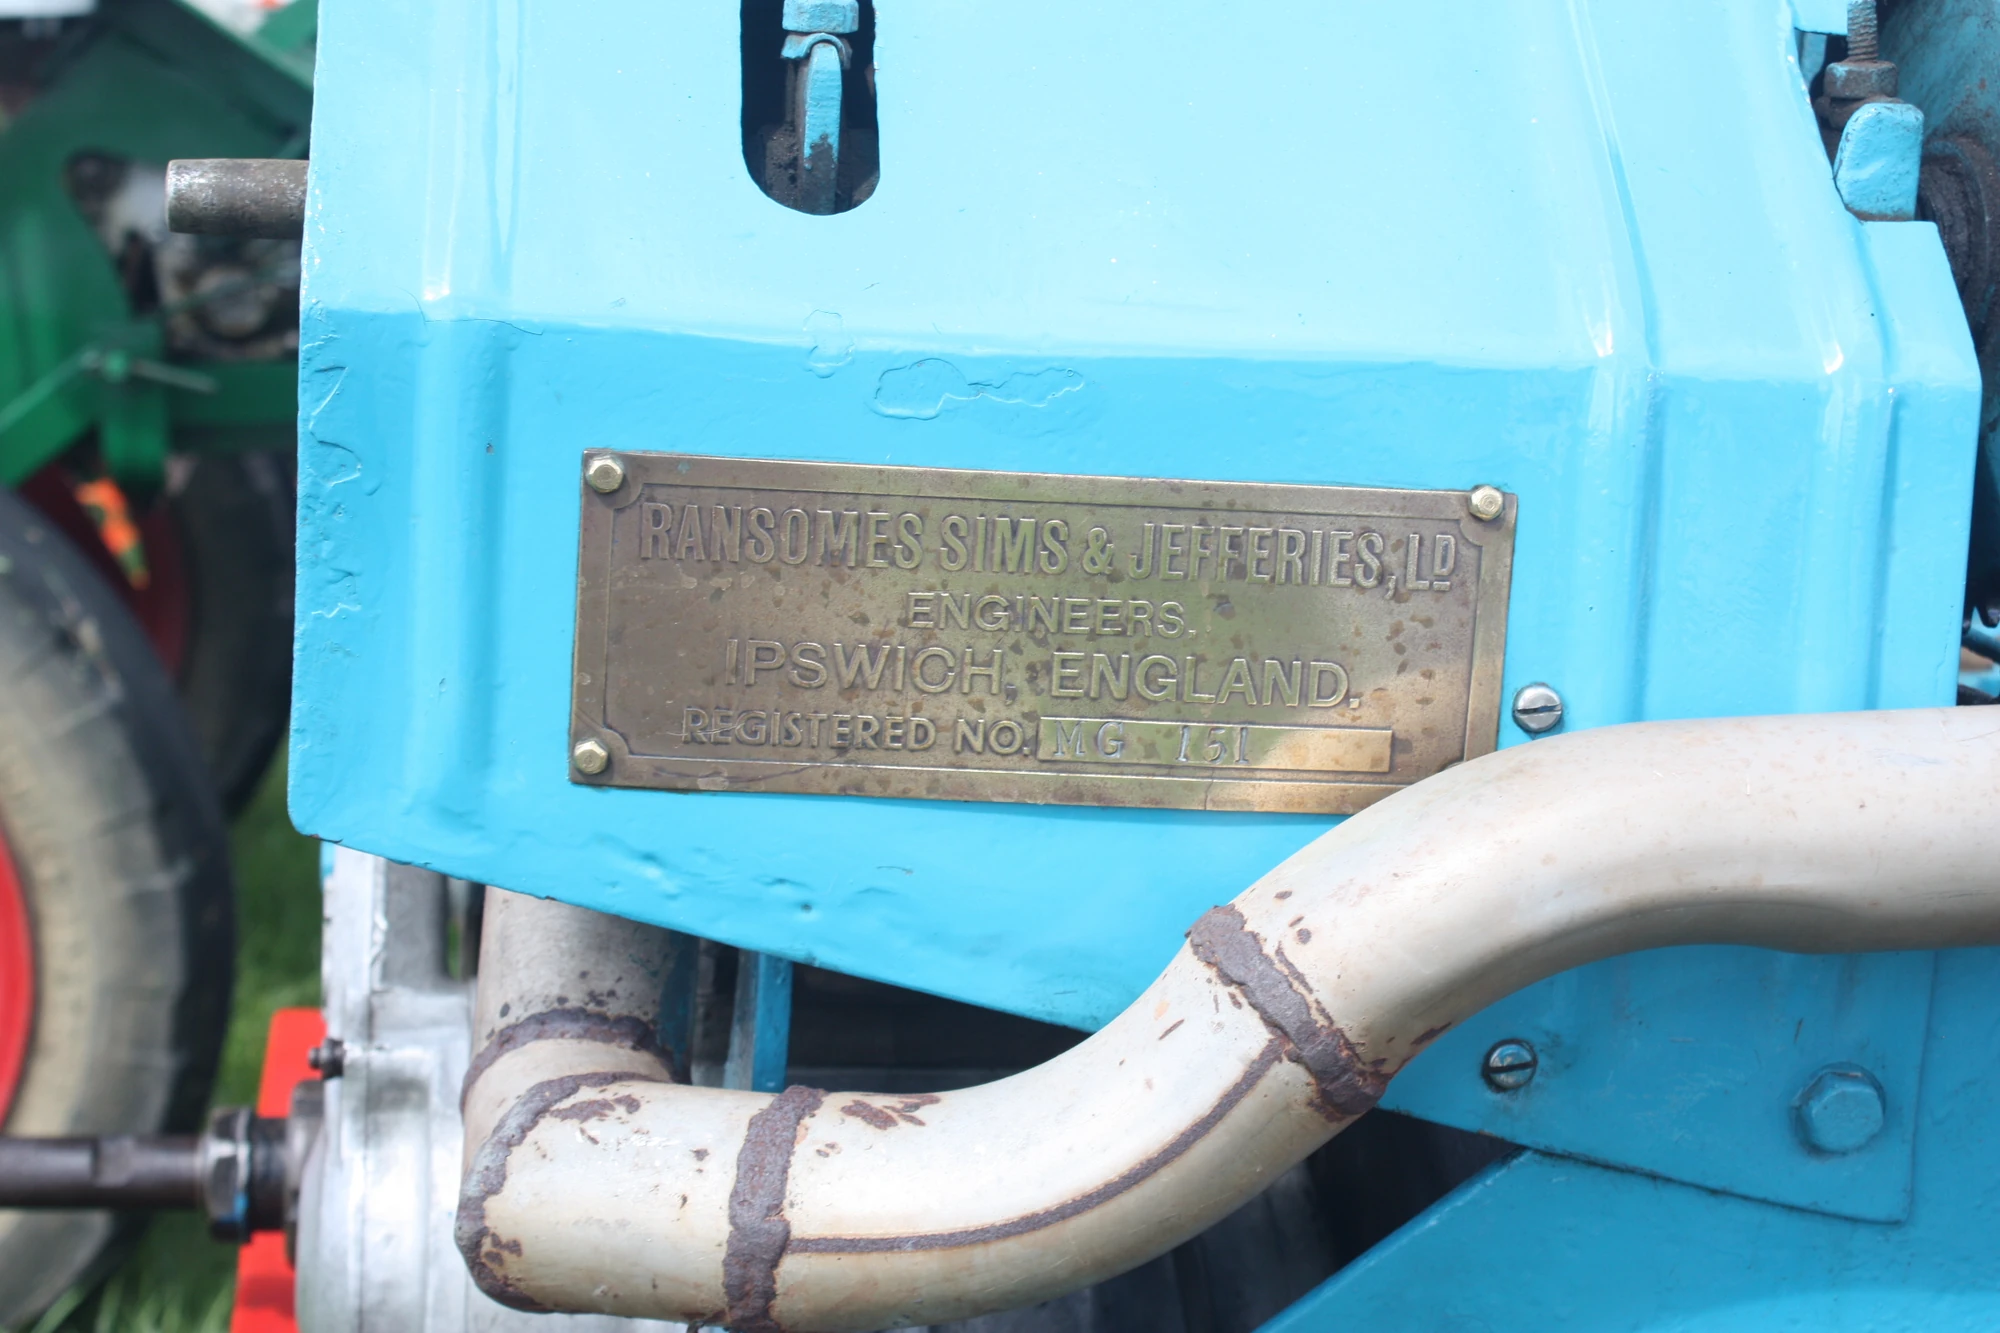 RANSOMES SIMS & JEFFERIES, LD
ENGINEERS.
IPSWICH, ENGLAND.
REGISTERED NO. MG 151